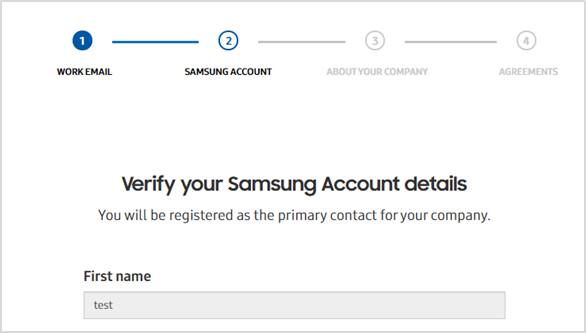 1 2 3 4
WORK EMAIL SAMSUNG ACCOUNT ABOUT YOUR COMPANY AGREEMENTS
Verify your Samsung Account details
You will be registered as the primary contact for your company.
First name
test